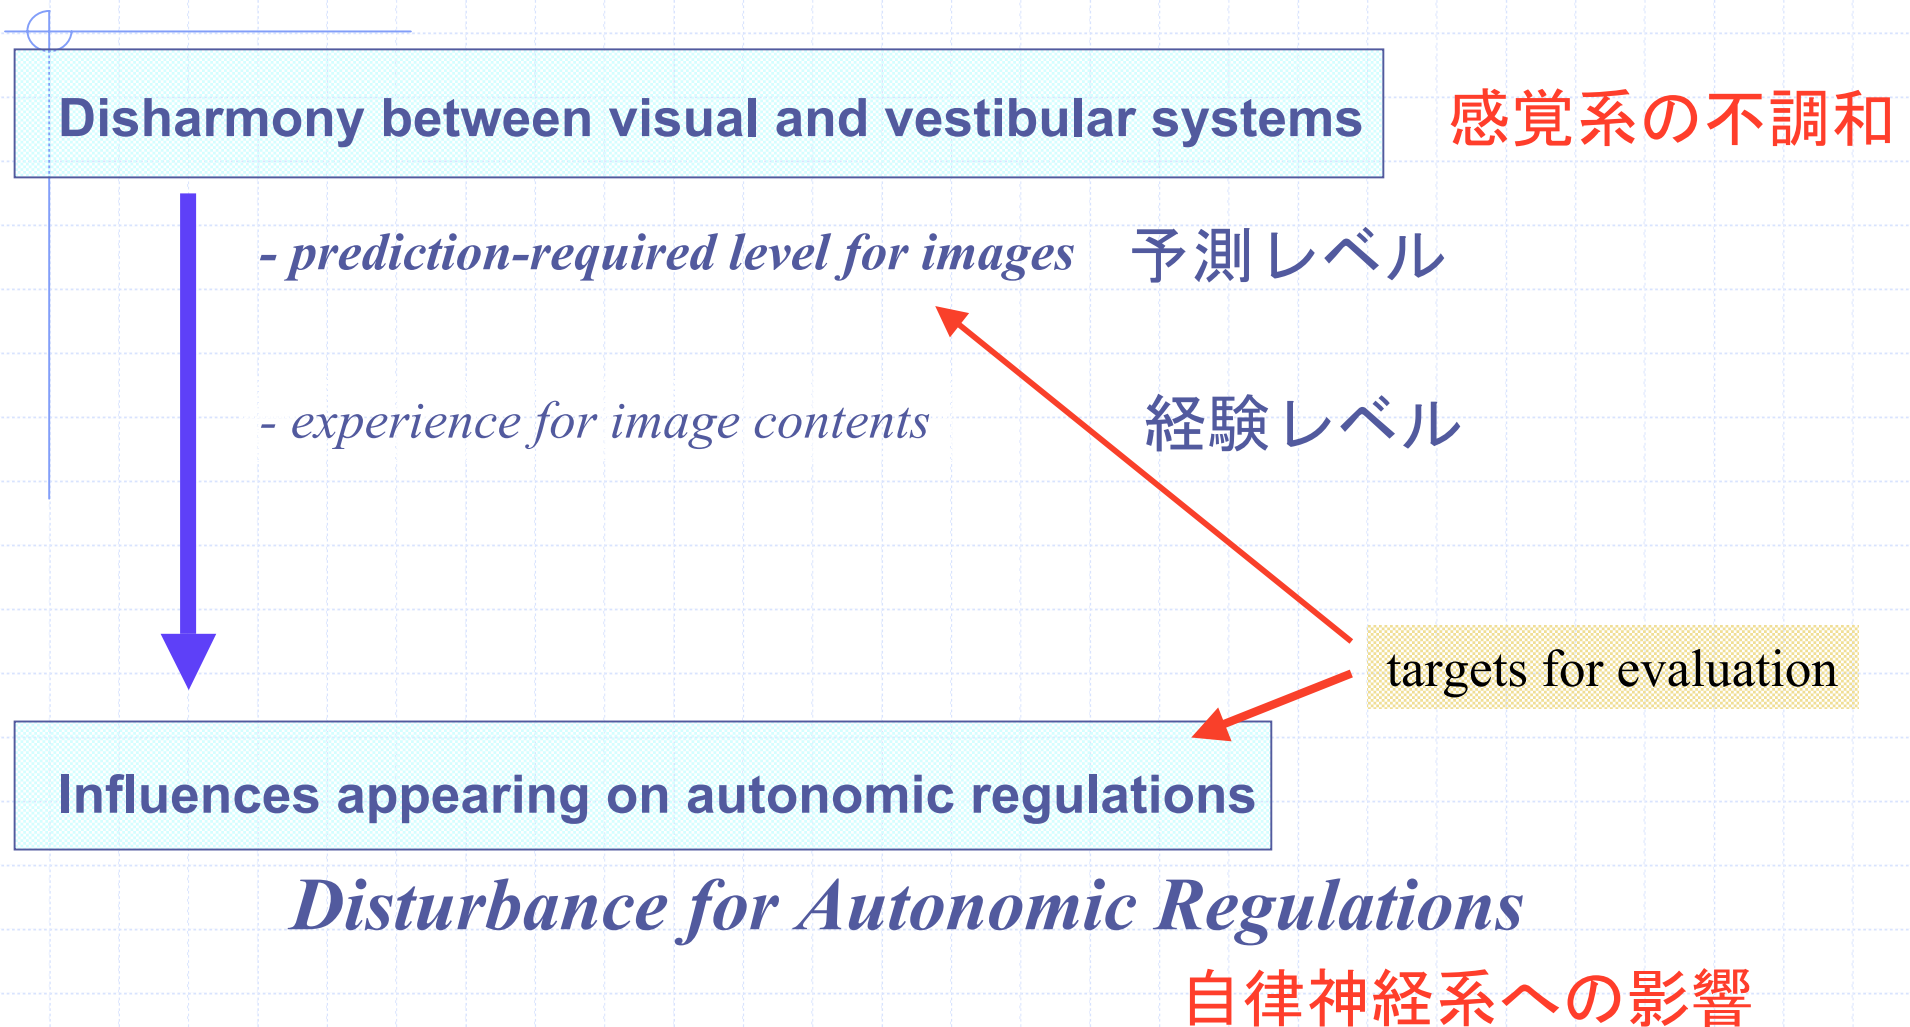 Disharmony between visual and vestibular systems
感覚系の不調和
- prediction-required level for images
予測レベル
- experience for image contents
経験レベル
targets for evaluation
Influences appearing on autonomic regulations
Disturbance for Autonomic Regulations
自律神経系への影響